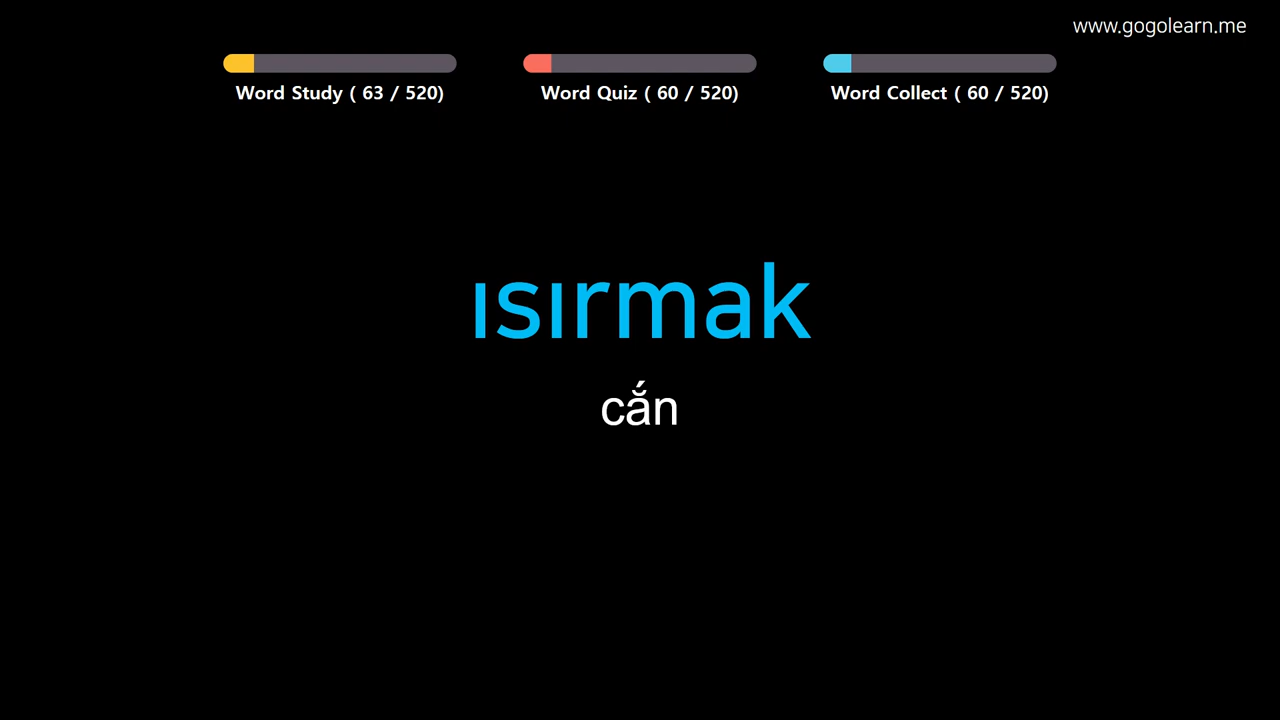 www.gogolearn.me
Word Study ( 63 / 520)
Word Quiz ( 60 / 520)
Word Collect ( 60 / 520)
ısırmak
cắn